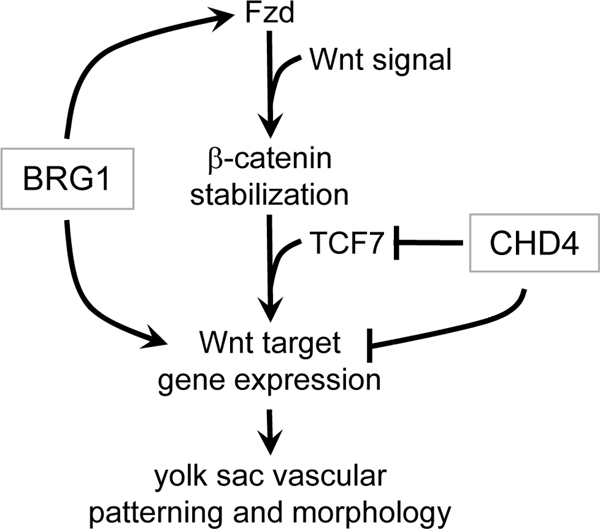 Fzd
Wnt signal
β-catenin
stabilization
BRG1
TCF7
CHD4
Wnt target
gene expression
yolk sac vascular
patterning and morphology